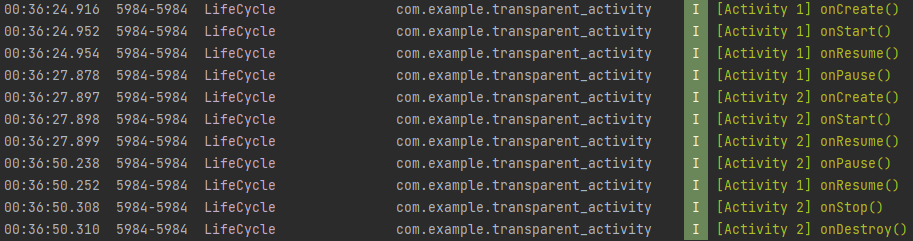 00:36:24.916 5984-5984 LifeCycle com.example.transparent_activity I [Activity 1] onCreate()
00:36:24.952 5984-5984 LifeCycle com.example.transparent_activity I [Activity 1] onStart()
00:36:24.954 5984-5984 LifeCycle com.example.transparent_activity I [Activity 1] onResume()
00:36:27.878 5984-5984 LifeCycle com.example.transparent_activity I [Activity 1] onPause()
00:36:27.897 5984-5984 LifeCycle com.example.transparent_activity I [Activity 2] onCreate()
00:36:27.898 5984-5984 LifeCycle com.example.transparent_activity I [Activity 2] onStart()
00:36:27.899 5984-5984 LifeCycle com.example.transparent_activity I [Activity 2] onResume()
00:36:50.238 5984-5984 LifeCycle com.example.transparent_activity I [Activity 2] onPause()
00:36:50.252 5984-5984 LifeCycle com.example.transparent_activity I [Activity 1] onResume()
00:36:50.308 5984-5984 LifeCycle com.example.transparent_activity I [Activity 2] onStop()
00:36:50.310 5984-5984 LifeCycle com.example.transparent_activity I [Activity 2] onDestroy()